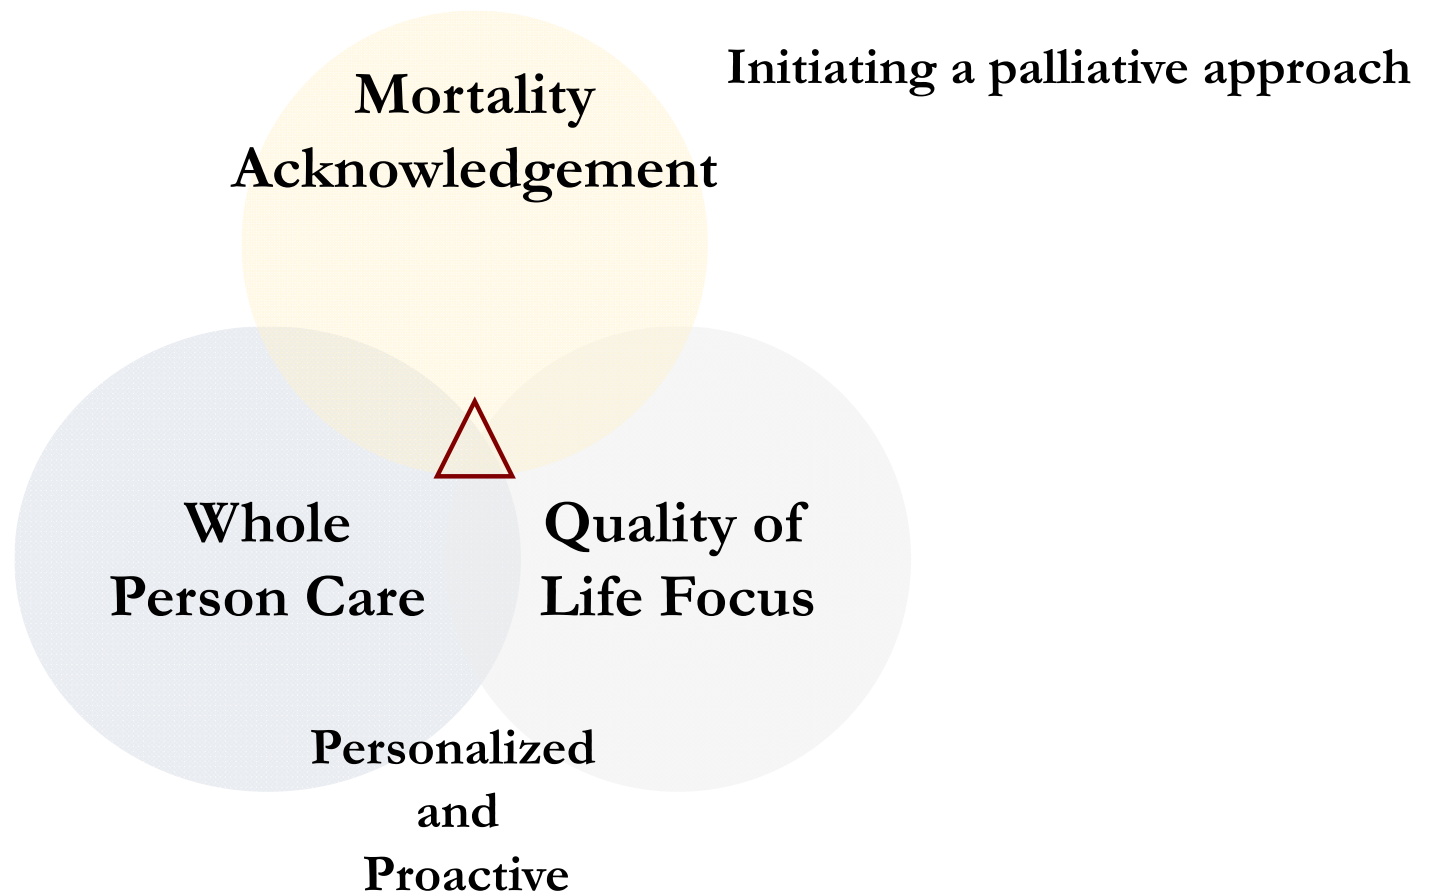 Initiating a palliative approach
Mortality
Acknowledgement
Whole
Person Care
Quality of
Life Focus
Personalized
and
Proactive